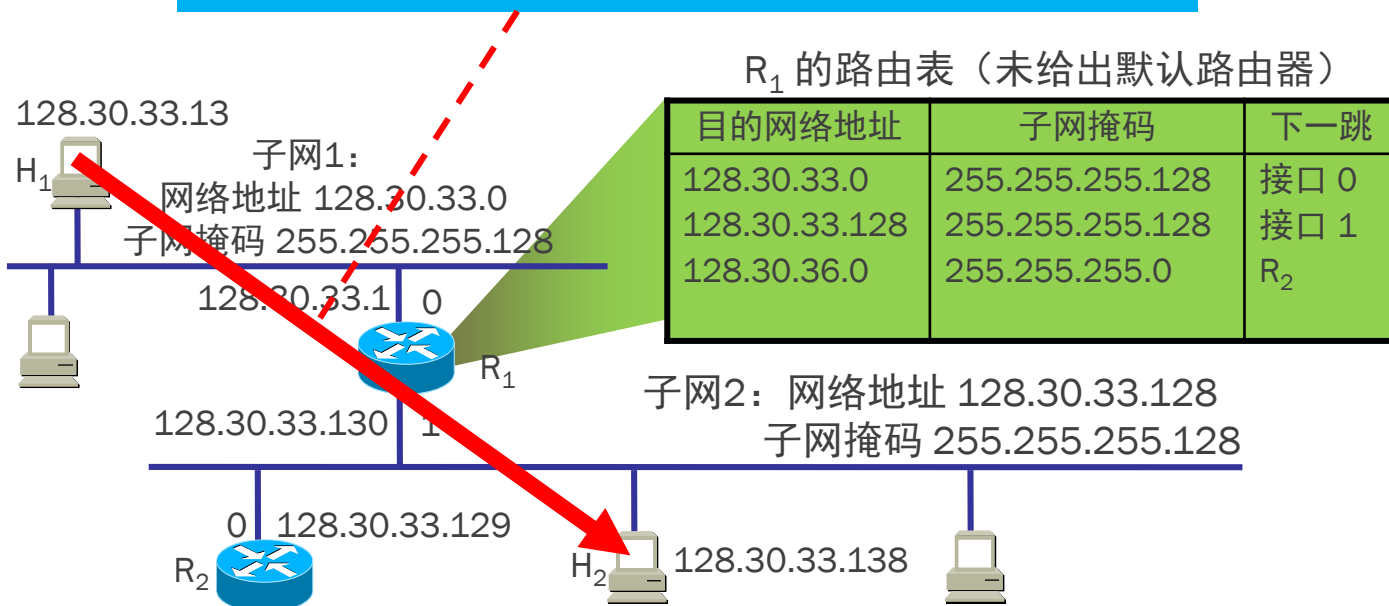 R₁ 的路由表（未给出默认路由器）
目的网络地址 子网掩码 下一跳
128.30.33.0 255.255.255.128 接口 0
128.30.33.128 255.255.255.128 接口 1
128.30.36.0 255.255.255.0 R₂
128.30.33.13
H₁
子网1：
网络地址 128.30.33.0
子网掩码 255.255.255.128
128.30.33.1 0
R₁
128.30.33.130 1
子网2：网络地址 128.30.33.128
子网掩码 255.255.255.128
0 128.30.33.129
R₂
H₂ 128.30.33.138